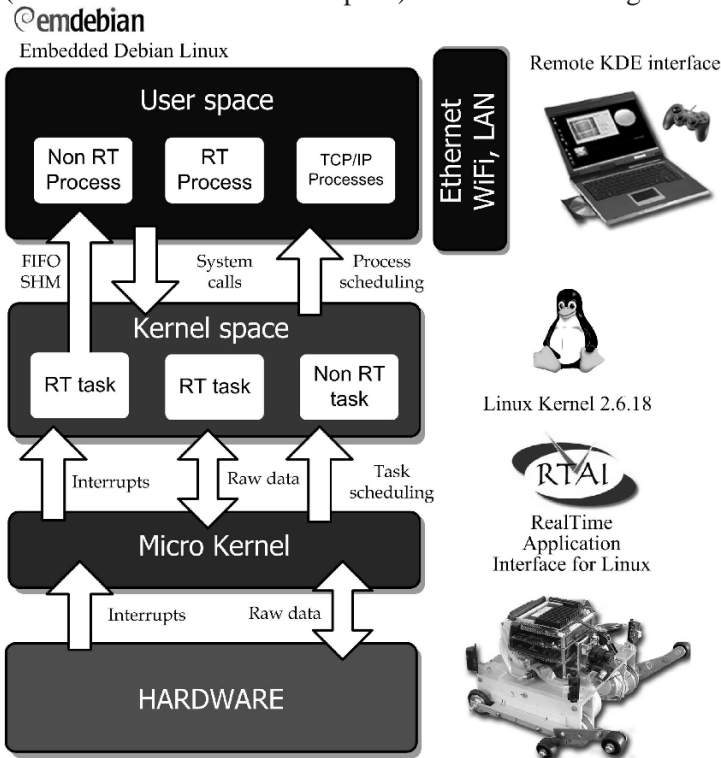 emdebian
Embedded Debian Linux
User space
Non RT
Process
RT
Process
TCP/IP
Processes
Ethernet
WiFi, LAN
Remote KDE interface
FIFO
SHM
System
calls
Process
scheduling
Kernel space
RT task
RT task
Non RT
task
Linux Kernel 2.6.18
Interrupts
Raw data
Task
scheduling
RTAI
RealTime
Application
Interface for Linux
Micro Kernel
Interrupts
Raw data
HARDWARE